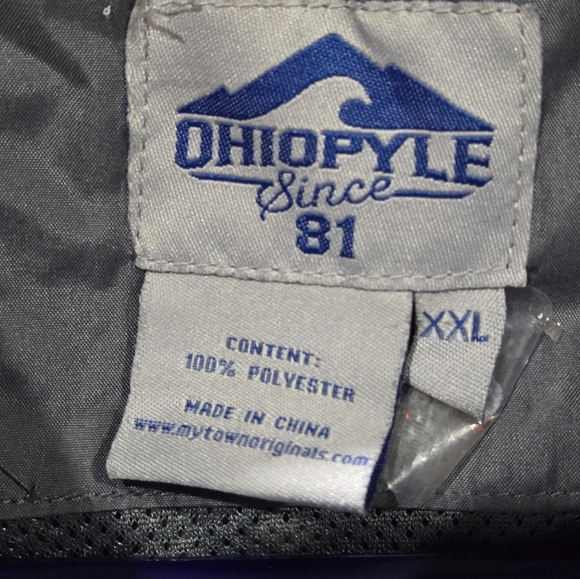 OHIOPYLE
Since
81
XXL
CONTENT:
100% POLYESTER
MADE IN CHINA
www.mytownoriginals.com